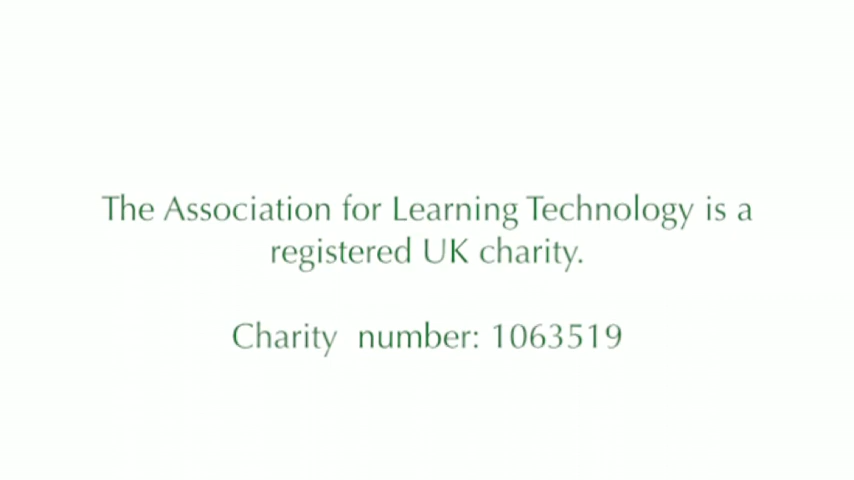 The Association for Learning Technology is a
registered UK charity.
Charity number: 1063519